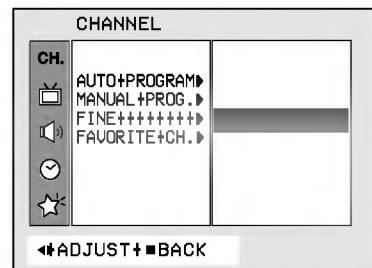 CHANNEL
CH.
AUTO+PROGRAM▶
MANUAL+PROG.▶
FINE++++++++▶
FAVORITE+CH.▶
◀+ADJUST+■BACK